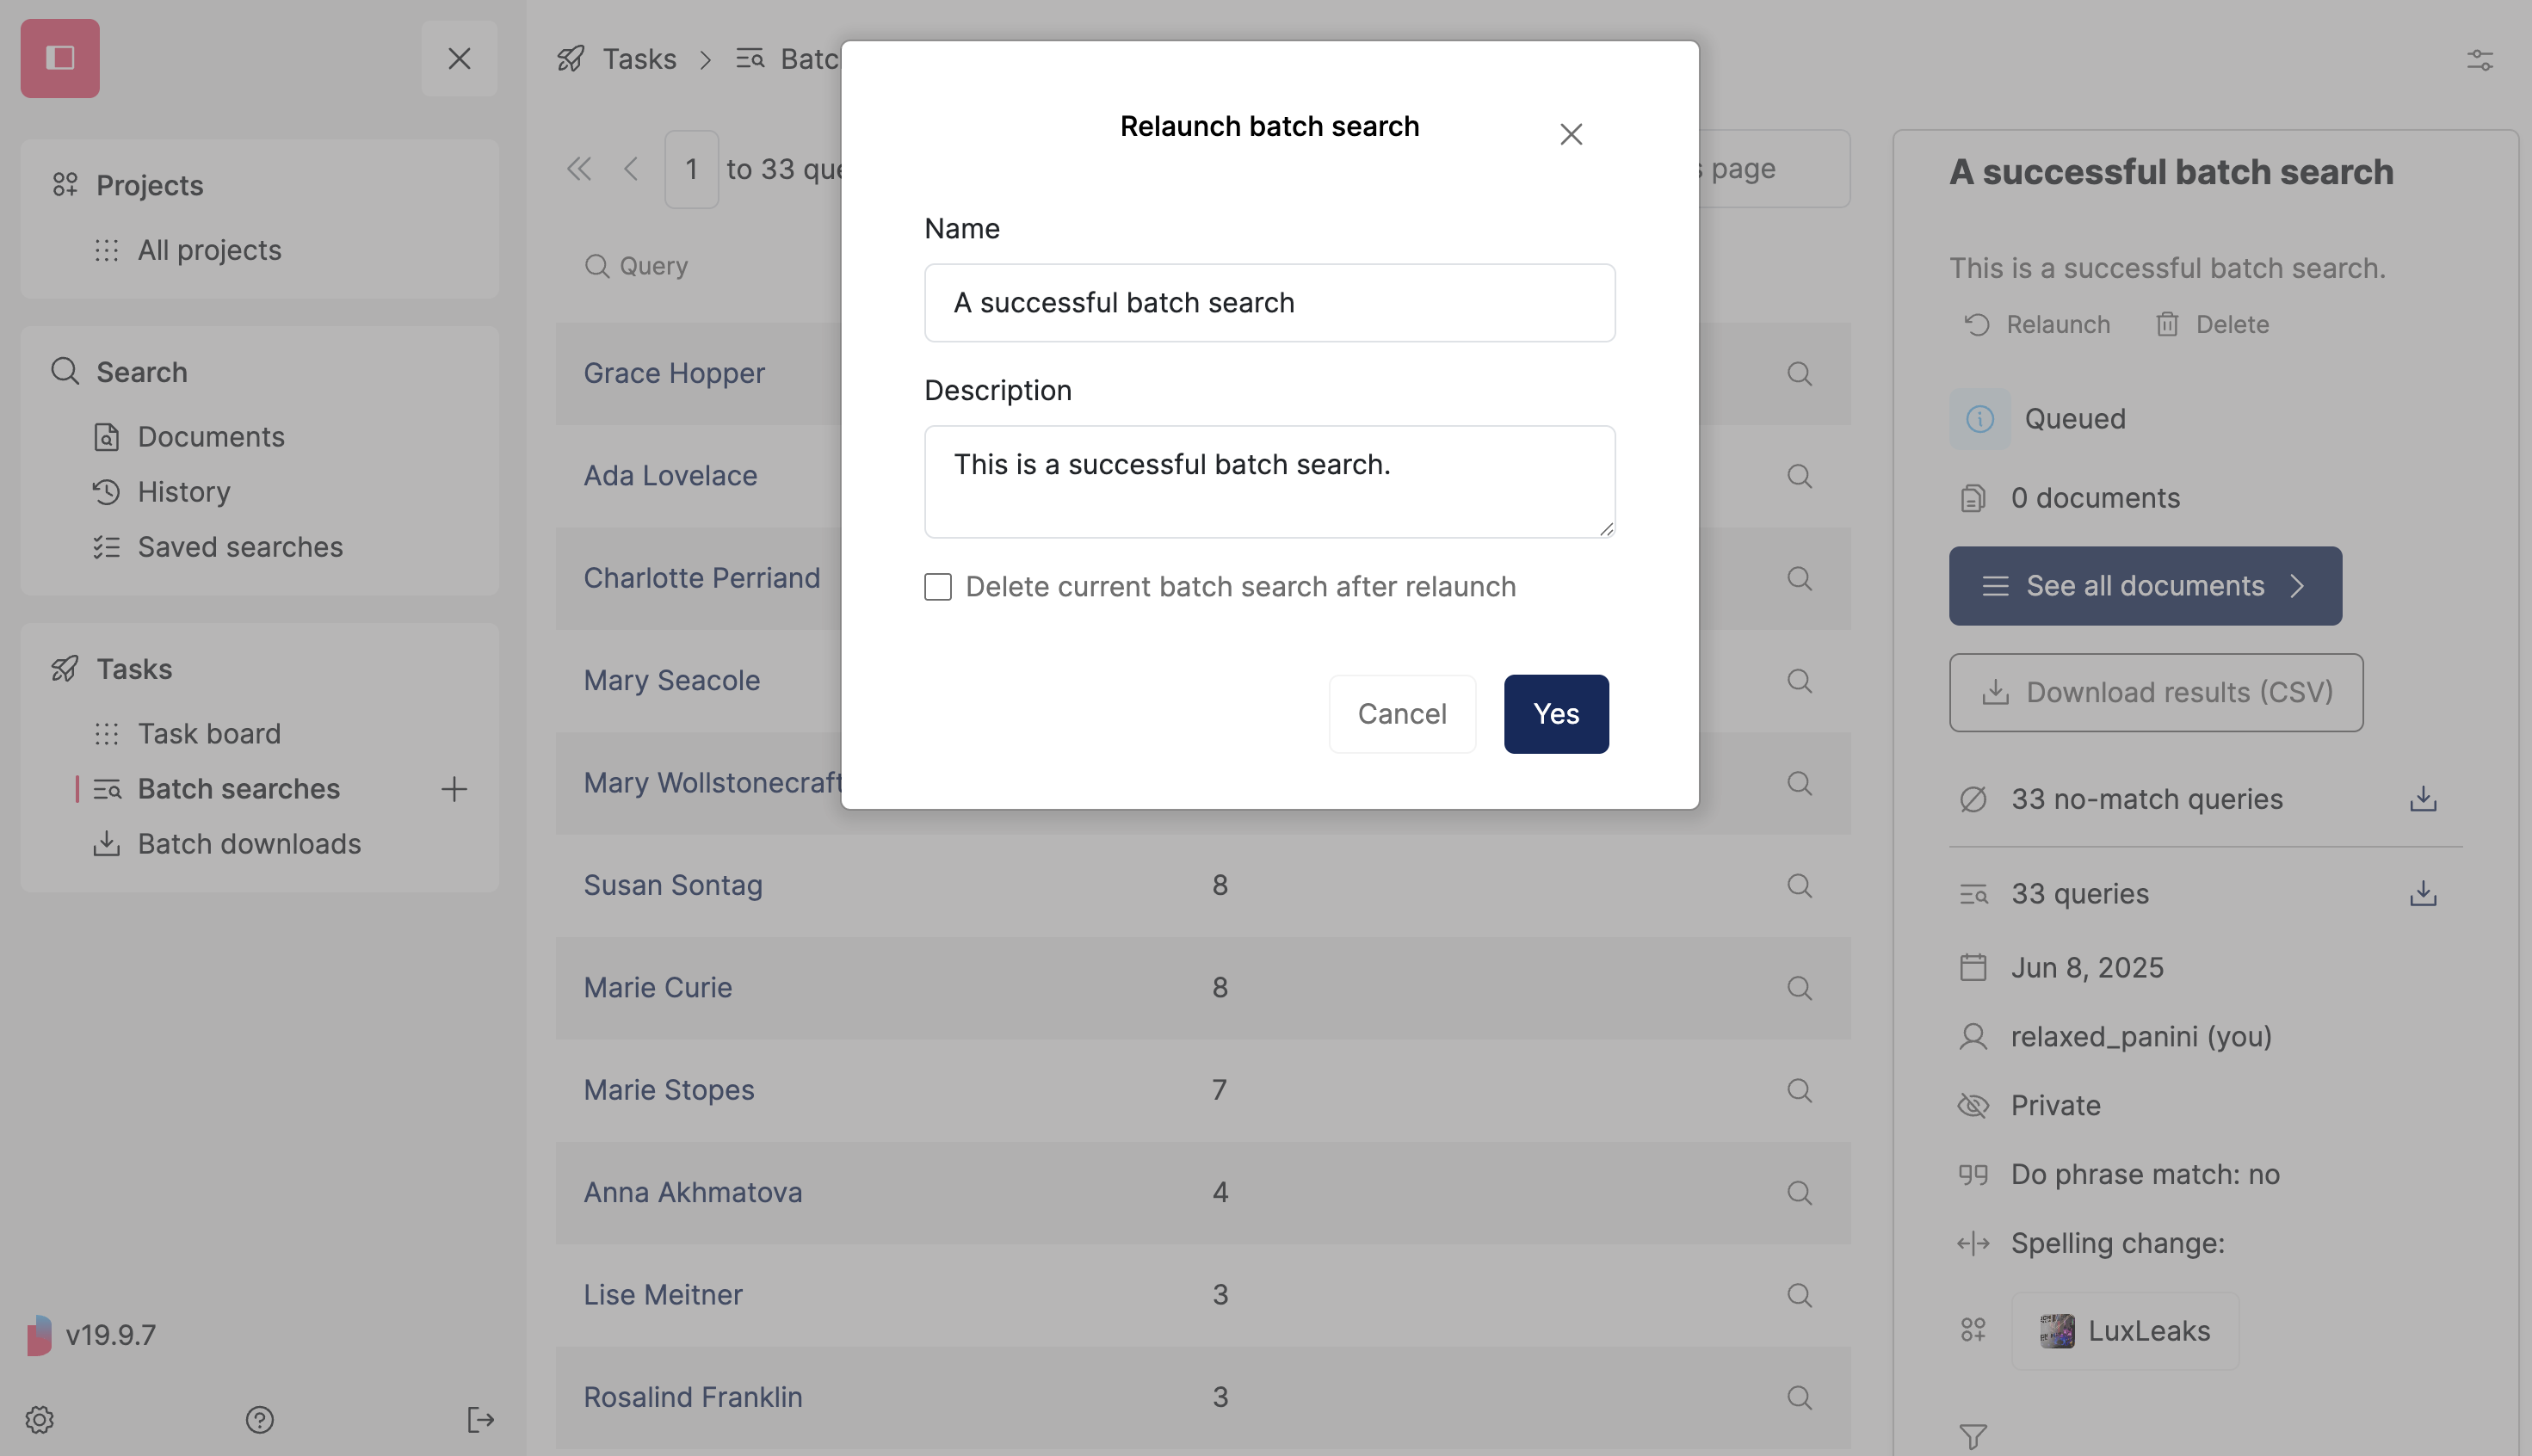 Projects
All projects
Search
Documents
History
Saved searches
Tasks
Task board
Batch searches
Batch downloads
v19.9.7
Tasks
1 to 33
page
Query
Grace Hopper
Ada Lovelace
Charlotte Perriand
Mary Seacole
Mary Wollstonecraft
Susan Sontag 8
Marie Curie 8
Marie Stopes 7
Anna Akhmatova 4
Lise Meitner 3
Rosalind Franklin 3
Relaunch batch search
Name
A successful batch search
Description
This is a successful batch search.
Delete current batch search after relaunch
Cancel
Yes
A successful batch search
This is a successful batch search.
Relaunch Delete
Queued
0 documents
See all documents
Download results (CSV)
33 no-match queries
33 queries
Jun 8, 2025
relaxed_panini (you)
Private
Do phrase match: no
Spelling change:
LuxLeaks